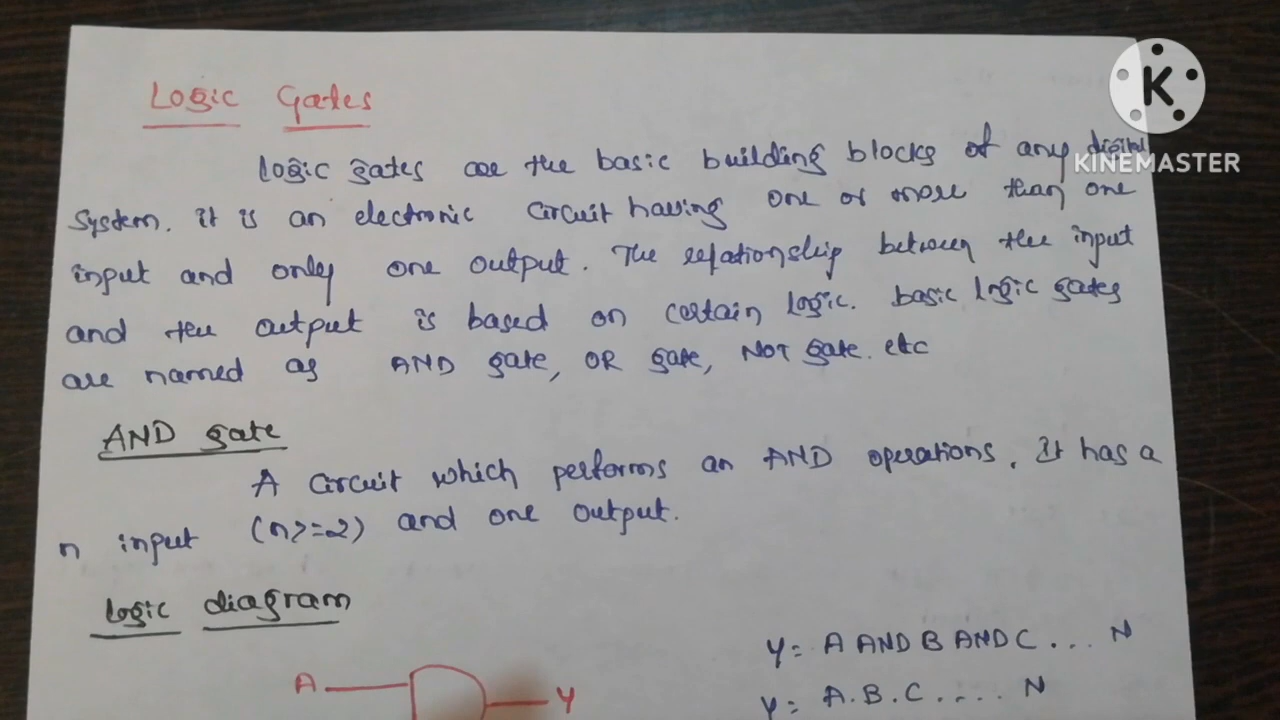 Logic Gates
Logic gates are the basic building blocks of any digital
system. it is an electronic circuit having one or more than one
input and only one output. The relationship between the input
and the output is based on certain logic. basic logic gates
are named as AND gate, OR gate, NOT gate. etc
AND gate
A circuit which performs an AND operations. It has a
n input (n>=2) and one output.
Logic diagram
Y= A AND B AND C ... N
A Y
Y= A.B.C.... N
K
KINEMASTER